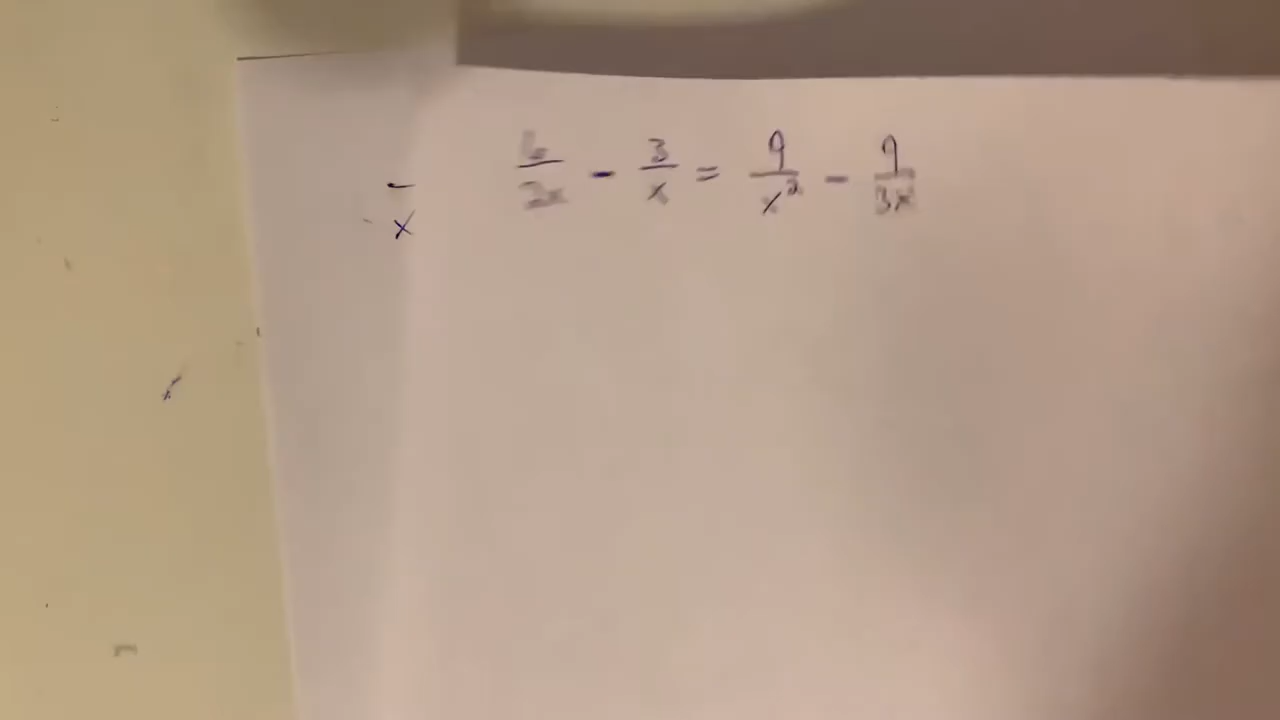 6/2x - 3/x = 9/x² - 9/3x
x